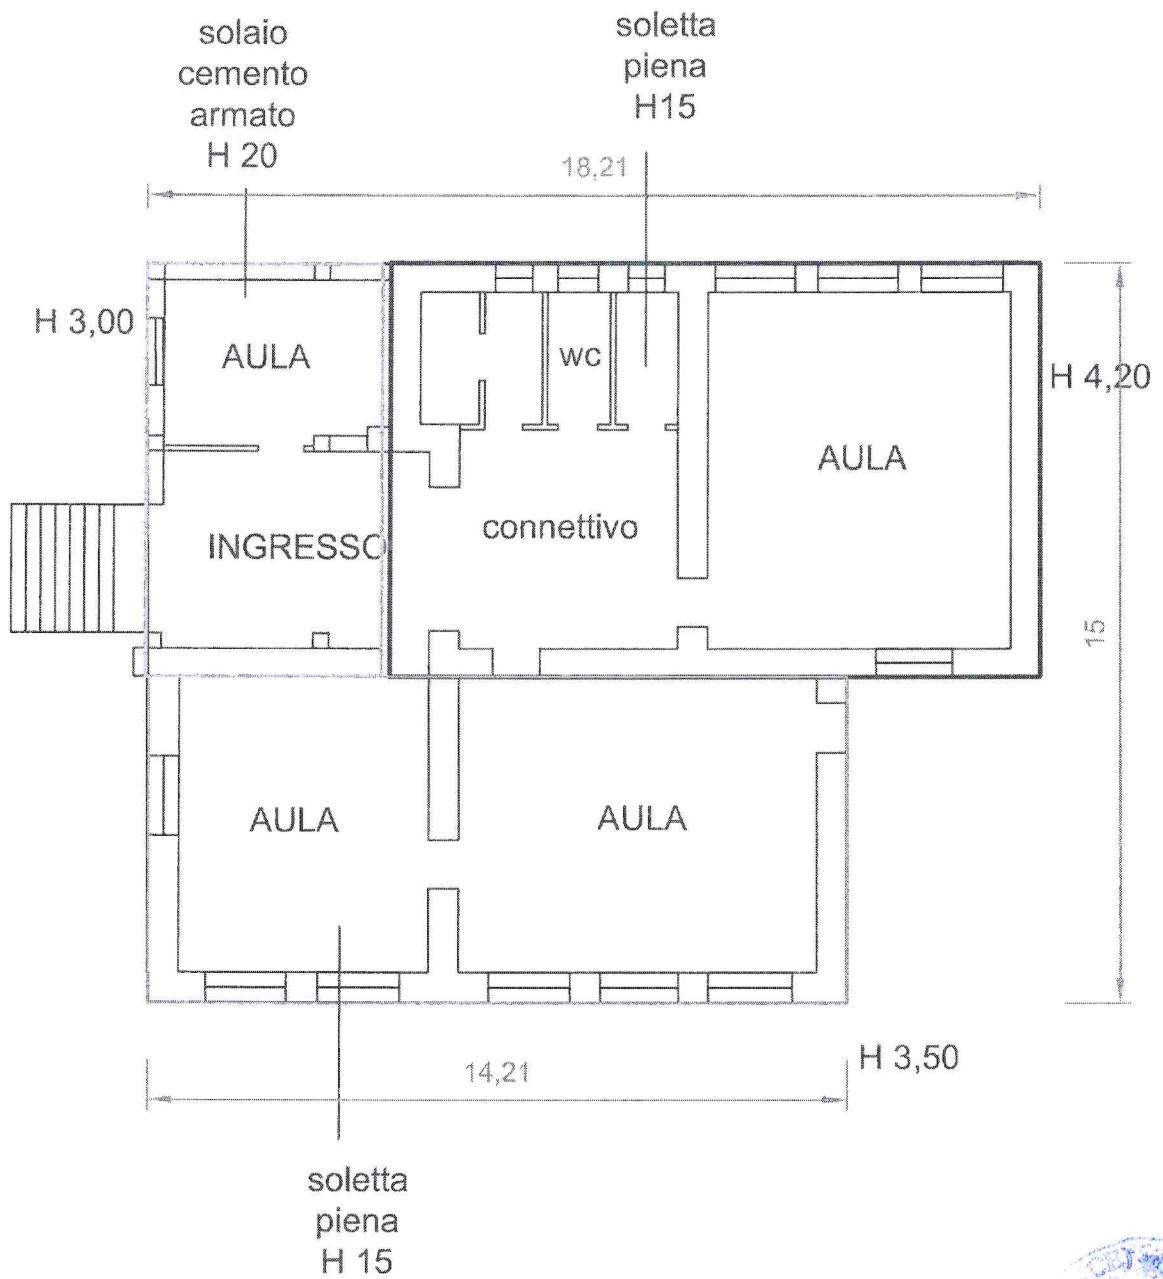 solaio
cemento
armato
H 20
soletta
piena
H15
18,21
H 3,00
AULA
wc
H 4,20
AULA
INGRESSO
connettivo
15
AULA
AULA
14,21
H 3,50
soletta
piena
H 15